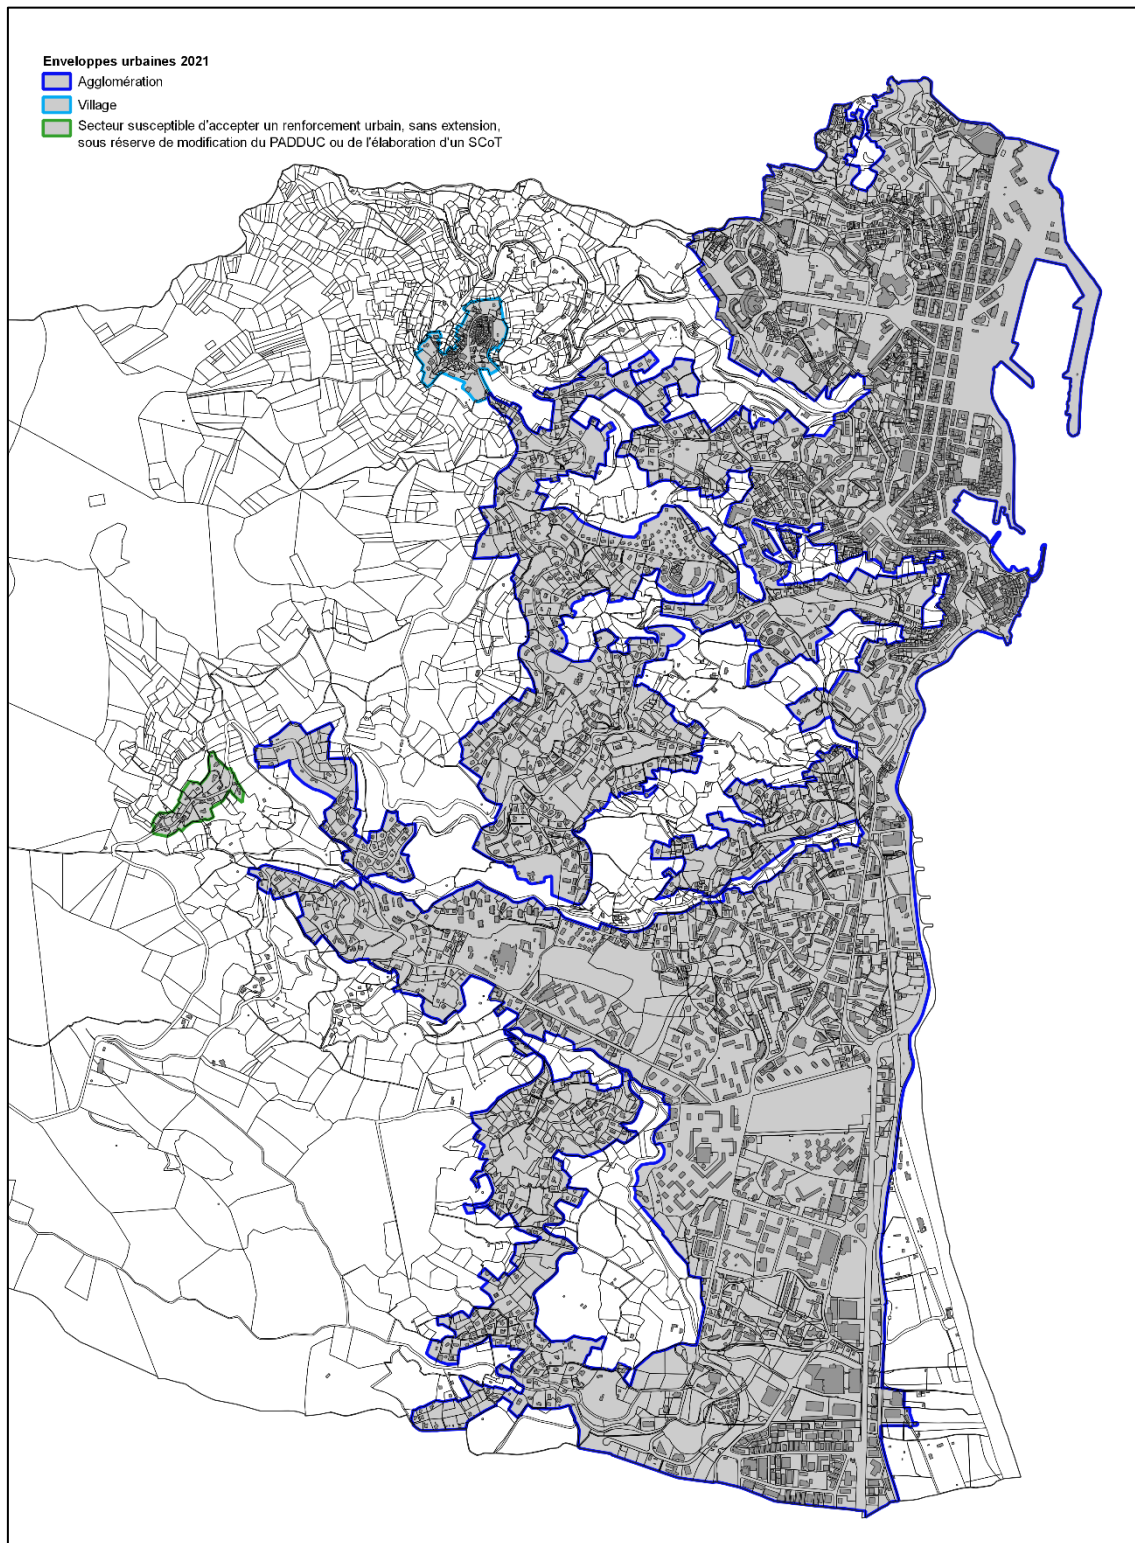 Enveloppes urbaines 2021
Agglomération
Village
Secteur susceptible d'accepter un renforcement urbain, sans extension,
sous réserve de modification du PADDUC ou de l'élaboration d'un SCoT